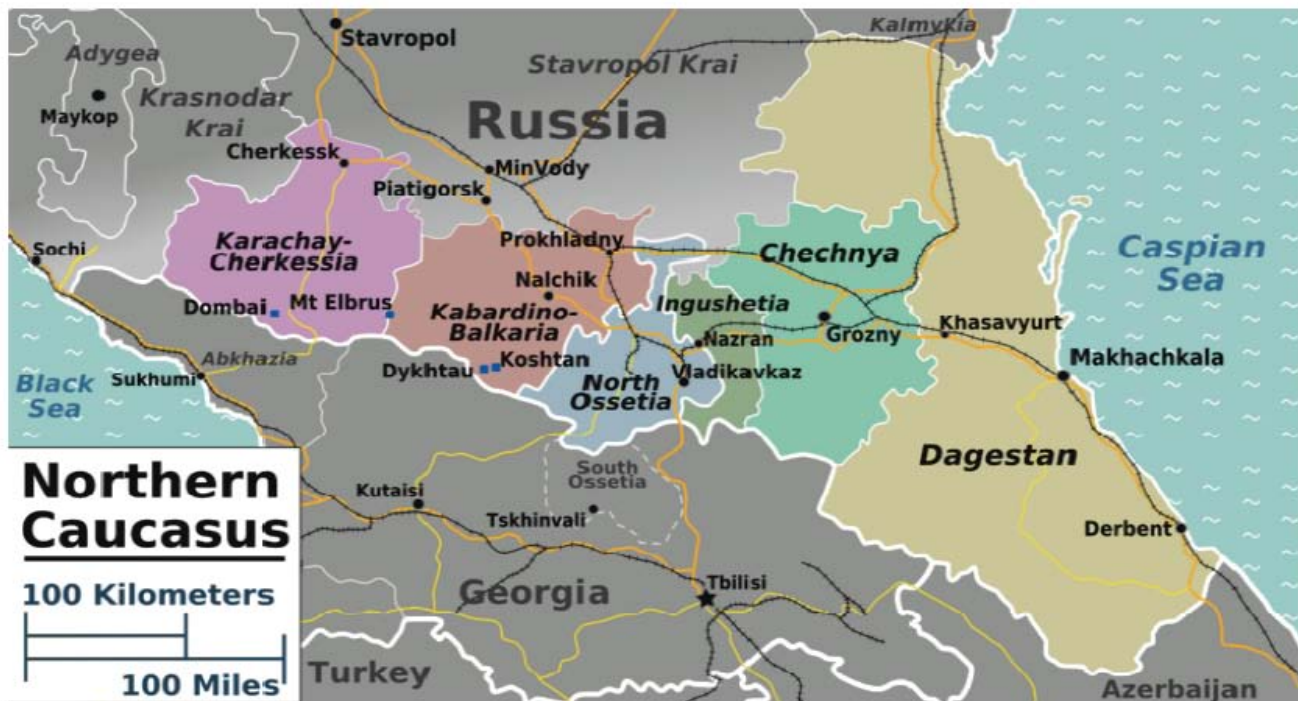 Kalmykia
Stavropol
Adygea
Stavropol Krai
Krasnodar
Krai
Maykop
Russia
Cherkessk
MinVody
Piatigorsk
Karachay-
Cherkessia
Prokhladny
Chechnya
Caspian
Sea
Sochi
Nalchik
Ingushetia
Dombai
Mt Elbrus
Kabardino-
Balkaria
Grozny
Khasavyurt
Nazran
Abkhazia
Dykhtau
Koshtan
Makhachkala
Black
Sea
Sukhumi
North
Ossetia
Vladikavkaz
Dagestan
South
Ossetia
Northern
Caucasus
Kutaisi
Tskhinvali
Derbent
Georgia
Tbilisi
100 Kilometers
100 Miles
Turkey
Azerbaijan